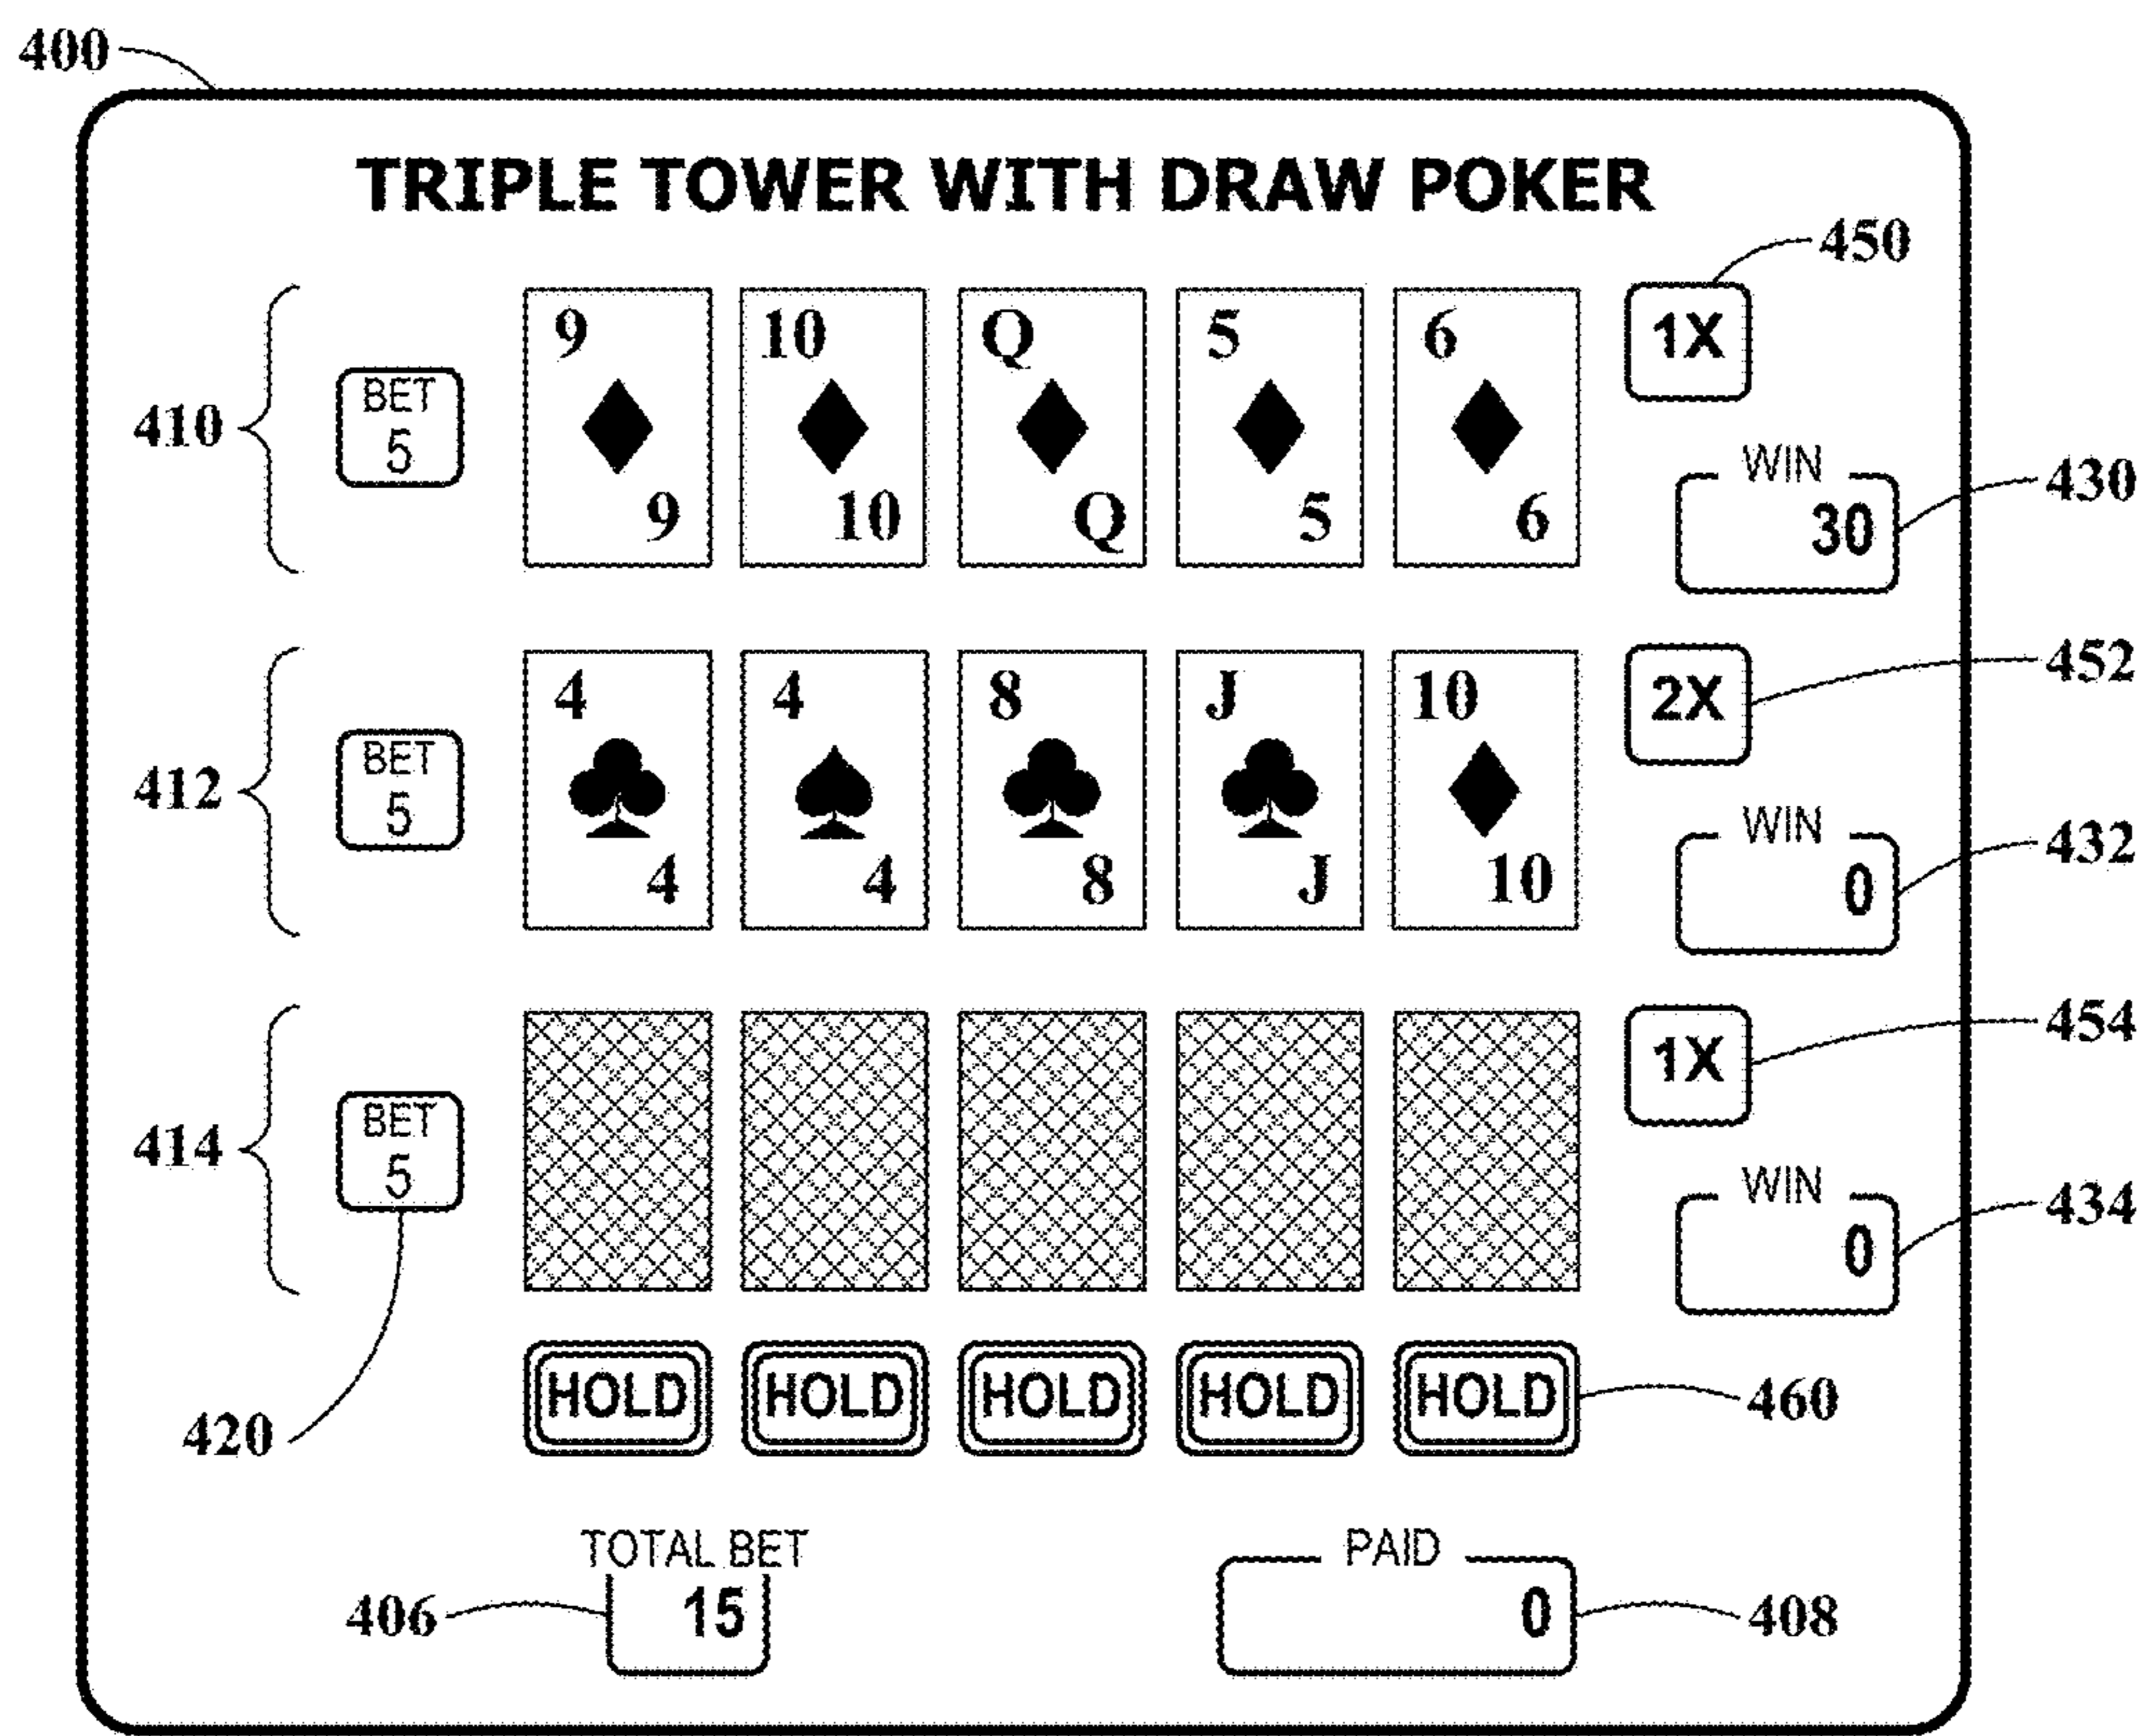 400
TRIPLE TOWER WITH DRAW POKER
450
9 10 Q 5 6 1X
410 BET 5
9 10 Q 5 6
WIN 30 430
4 4 8 J 10 2X 452
412 BET 5
4 4 8 J 10
WIN 0 432
1X 454
414 BET 5
WIN 0 434
420
HOLD HOLD HOLD HOLD HOLD 460
TOTAL BET PAID
406 15 0 408